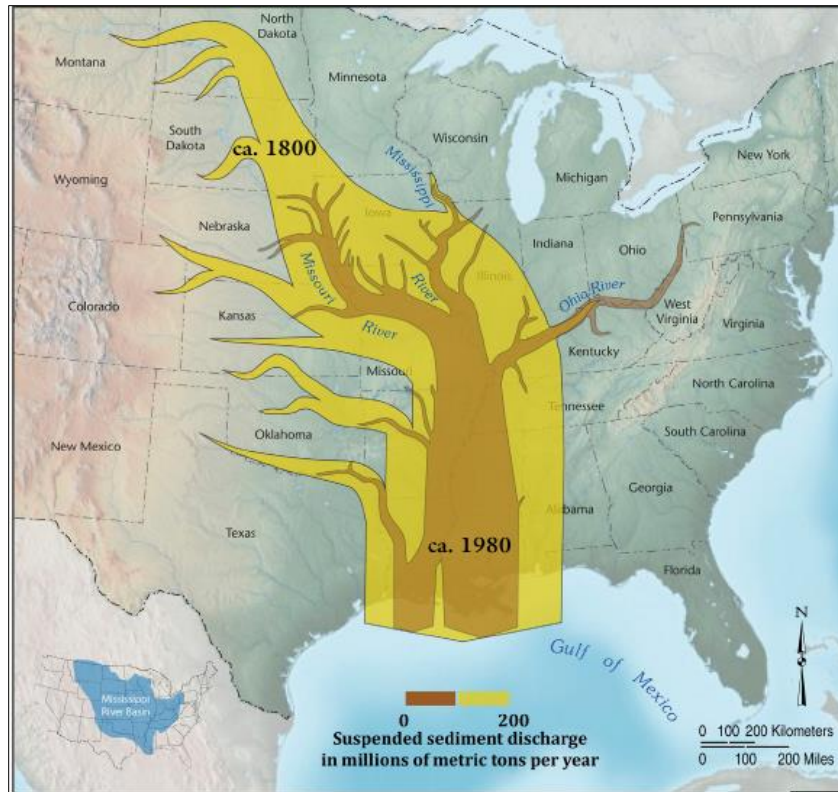 North
Dakota
Montana
Minnesota
South
Dakota
ca. 1800
Wisconsin
Mississippi
Michigan
New York
Wyoming
Iowa
Nebraska
Pennsylvania
Indiana
Ohio
Illinois
Missouri
River
Ohio River
West
Virginia
Virginia
Colorado
Kansas
River
Kentucky
Missouri
North Carolina
Tennessee
Oklahoma
New Mexico
South Carolina
Georgia
Alabama
Texas
ca. 1980
Florida
N
Gulf of Mexico
Mississippi
River Basin
0 200
Suspended sediment discharge
in millions of metric tons per year
0 100 200 Kilometers
0 100 200 Miles